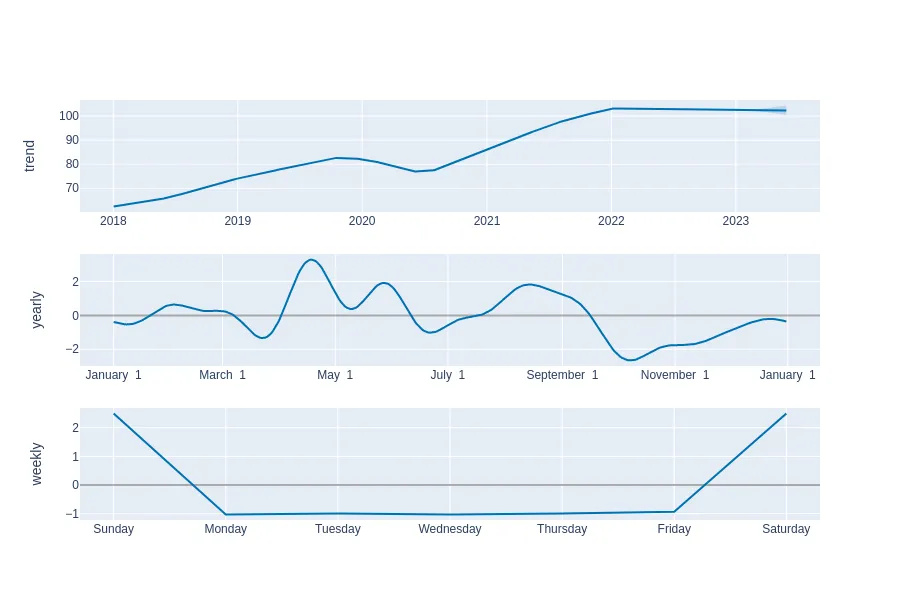 trend
100
90
80
70
2018 2019 2020 2021 2022 2023
yearly
2
0
−2
January 1 March 1 May 1 July 1 September 1 November 1 January 1
weekly
2
1
0
−1
Sunday Monday Tuesday Wednesday Thursday Friday Saturday